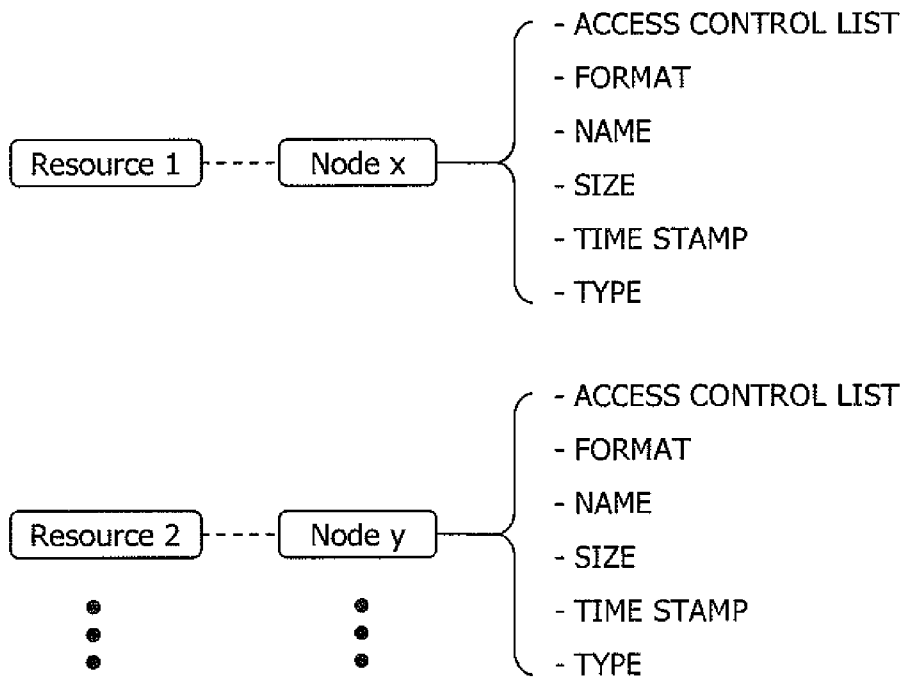 - ACCESS CONTROL LIST
- FORMAT
- NAME
Resource 1
Node x
- SIZE
- TIME STAMP
- TYPE
- ACCESS CONTROL LIST
- FORMAT
- NAME
Resource 2
Node y
- SIZE
- TIME STAMP
- TYPE